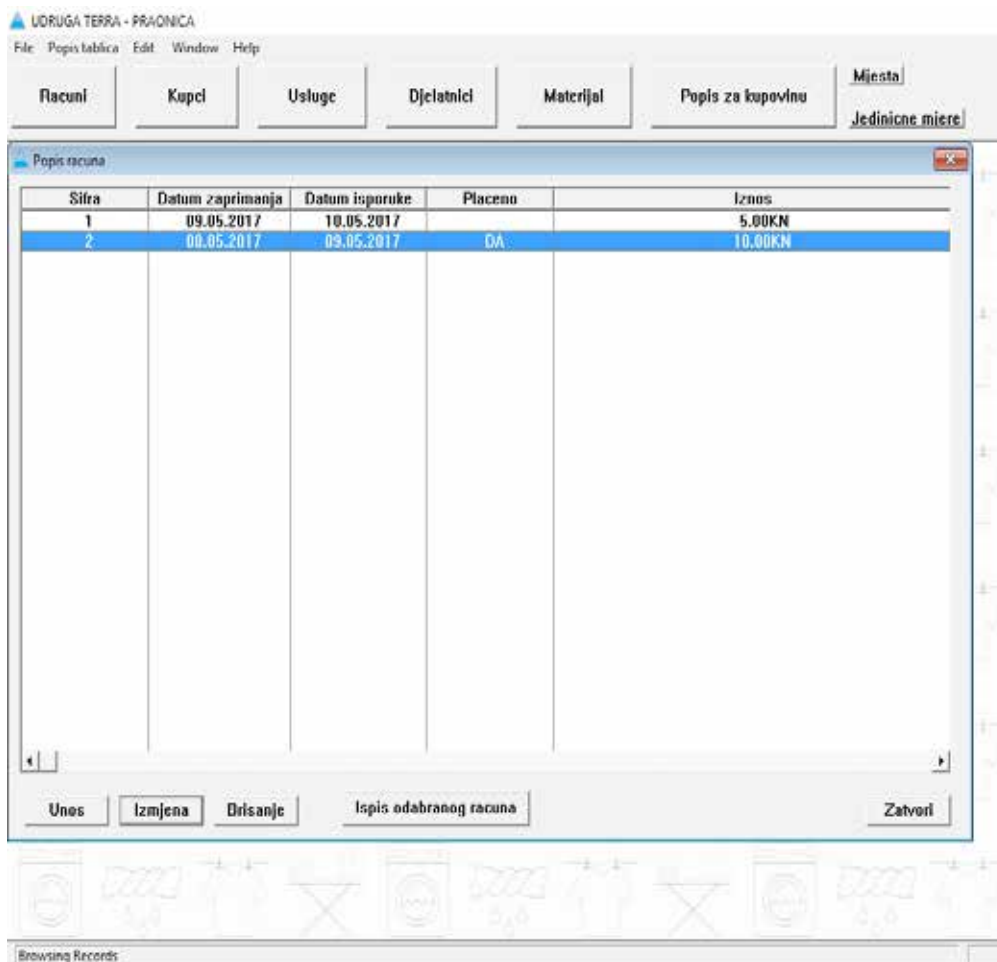 UDRUGA TERRA - PRAONICA
File Popis tablica Edit Window Help
Racuni Kupci Usluge Djelatnici Materijal Popis za kupovinu Mjesta
Jedinicne mjere
Popis racuna
Sifra Datum zaprimanja Datum isporuke Placeno Iznos
1 09.05.2017 10.05.2017 5.00KN
2 08.05.2017 09.05.2017 DA 10.00KN
Unos Izmjena Brisanje Ispis odabranog racuna Zatvori
Browsing Records